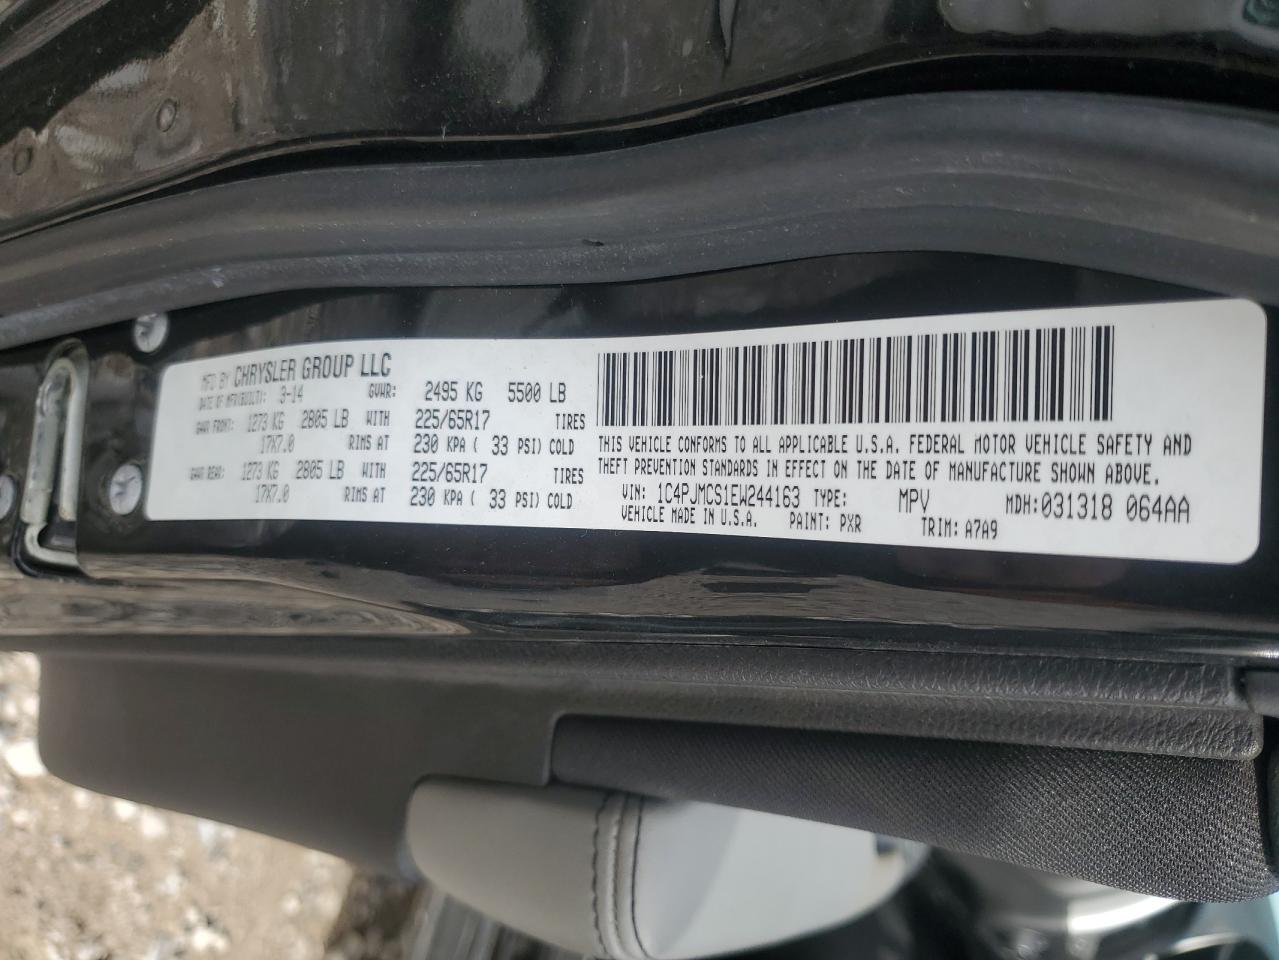 MFD BY CHRYSLER GROUP LLC
DATE OF MFR(BUILT): 3-14 GVWR: 2495 KG 5500 LB
GAWR FRONT: 1273 KG 2805 LB WITH 225/65R17 TIRES
17X7.0 RIMS AT 230 KPA ( 33 PSI) COLD
GAWR REAR: 1273 KG 2805 LB WITH 225/65R17 TIRES
17X7.0 RIMS AT 230 KPA ( 33 PSI) COLD
THIS VEHICLE CONFORMS TO ALL APPLICABLE U.S.A. FEDERAL MOTOR VEHICLE SAFETY AND
THEFT PREVENTION STANDARDS IN EFFECT ON THE DATE OF MANUFACTURE SHOWN ABOVE.
VIN: 1C4PJMCS1EW244163 TYPE: MPV MDH:031318 064AA
VEHICLE MADE IN U.S.A. PAINT: PXR TRIM: A7A9